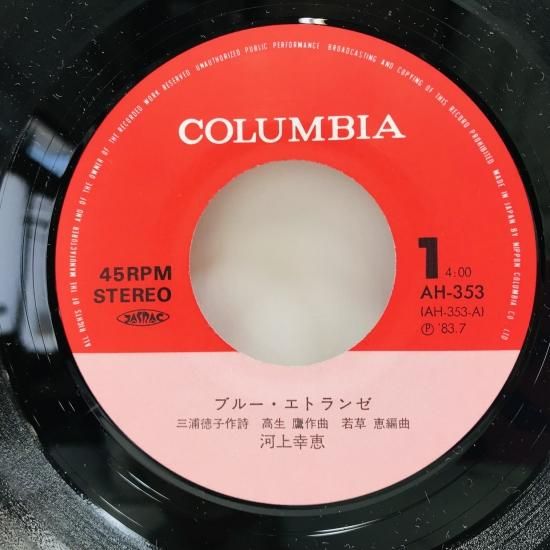 ALL RIGHTS OF THE MANUFACTURER AND OF THE OWNER OF THE RECORDED WORK RESERVED UNAUTHORIZED PUBLIC PERFORMANCE BROADCASTING AND COPYING OF THIS RECORD PROHIBITED MADE IN JAPAN BY NIPPON COLUMBIA CO LTD
COLUMBIA
45RPM
STEREO
JASRAC
1 4:00
AH-353
(AH-353-A)
Ⓟ '83.7
ブルー・エトランゼ
三浦徳子作詩 高生 鷹作曲 若草 恵編曲
河上幸恵